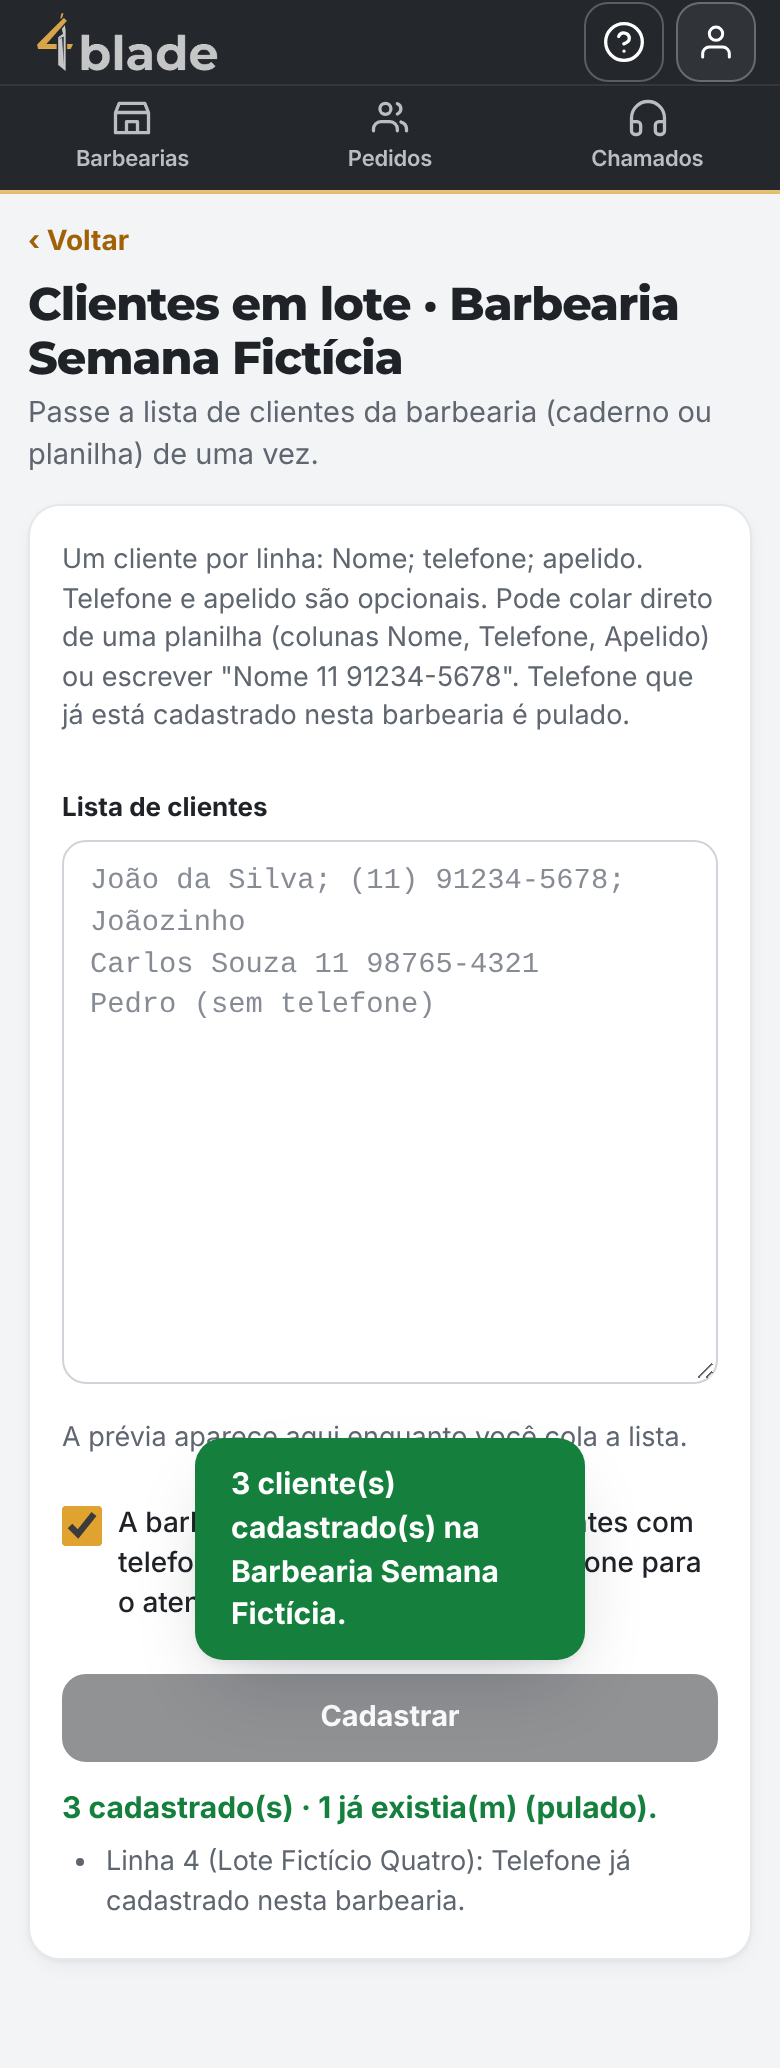 4blade
Barbearias
Pedidos
Chamados
‹ Voltar
Clientes em lote · Barbearia
Semana Fictícia
Passe a lista de clientes da barbearia (caderno ou
planilha) de uma vez.
Um cliente por linha: Nome; telefone; apelido.
Telefone e apelido são opcionais. Pode colar direto
de uma planilha (colunas Nome, Telefone, Apelido)
ou escrever "Nome 11 91234-5678". Telefone que
já está cadastrado nesta barbearia é pulado.
Lista de clientes
João da Silva; (11) 91234-5678;
Joãozinho
Carlos Souza 11 98765-4321
Pedro (sem telefone)
A prévia aparece aqui enquanto você cola a lista.
3 cliente(s)
cadastrado(s) na
Barbearia Semana
Fictícia.
A com
one para
o
Cadastrar
3 cadastrado(s) · 1 já existia(m) (pulado).
• Linha 4 (Lote Fictício Quatro): Telefone já
cadastrado nesta barbearia.